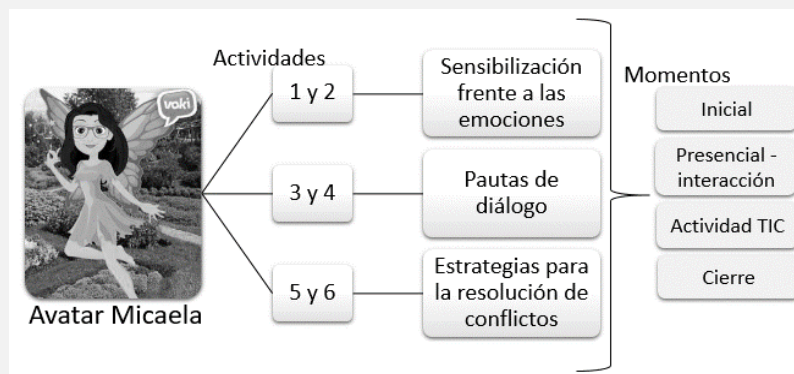 voki
Avatar Micaela
Actividades
1 y 2
3 y 4
5 y 6
Sensibilización
frente a las
emociones
Pautas de
diálogo
Estrategias para
la resolución de
conflictos
Momentos
Inicial
Presencial -
interacción
Actividad TIC
Cierre